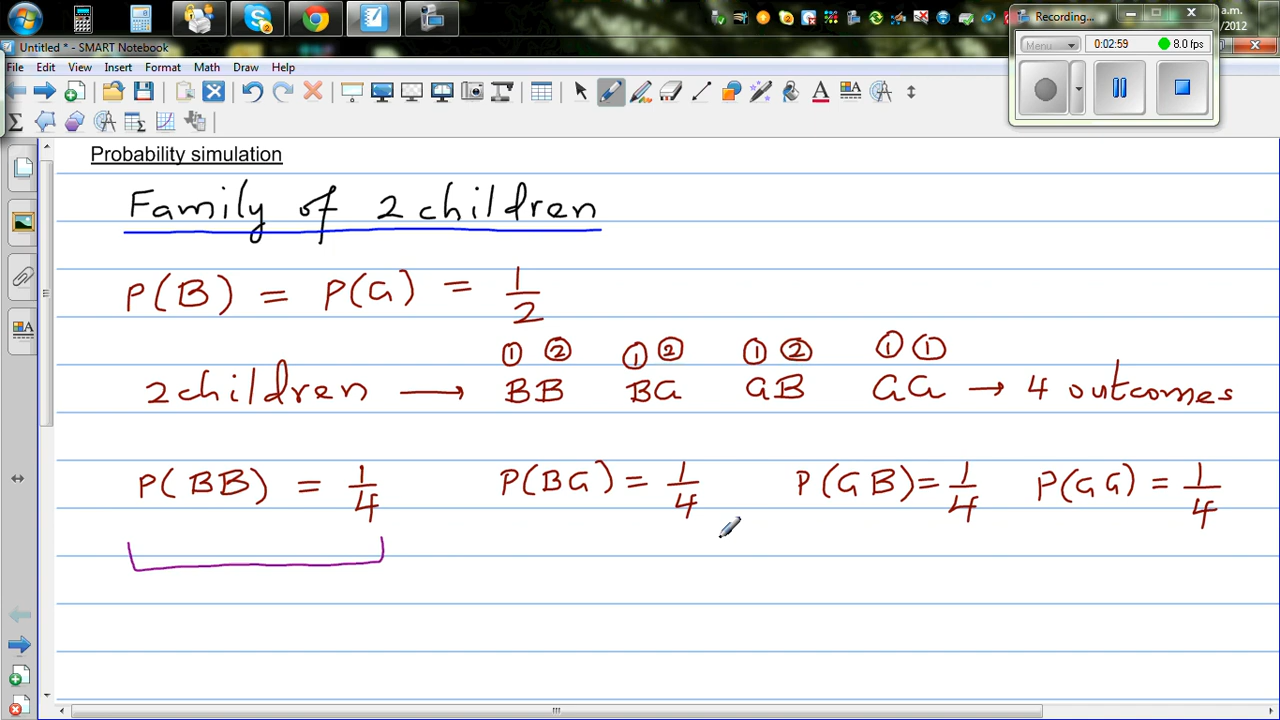 a.m.
Recording...
/2012
Untitled * - SMART Notebook
Menu
0:02:59
8.0 fps
File Edit View Insert Format Math Draw Help
Probability simulation
Family of 2 children
P(B) = P(G) = 1/2
① ② ① ② ① ② ① ①
2 children → BB BG GB GG → 4 outcomes
P(BB) = 1/4 P(BG) = 1/4 P(GB) = 1/4 P(GG) = 1/4